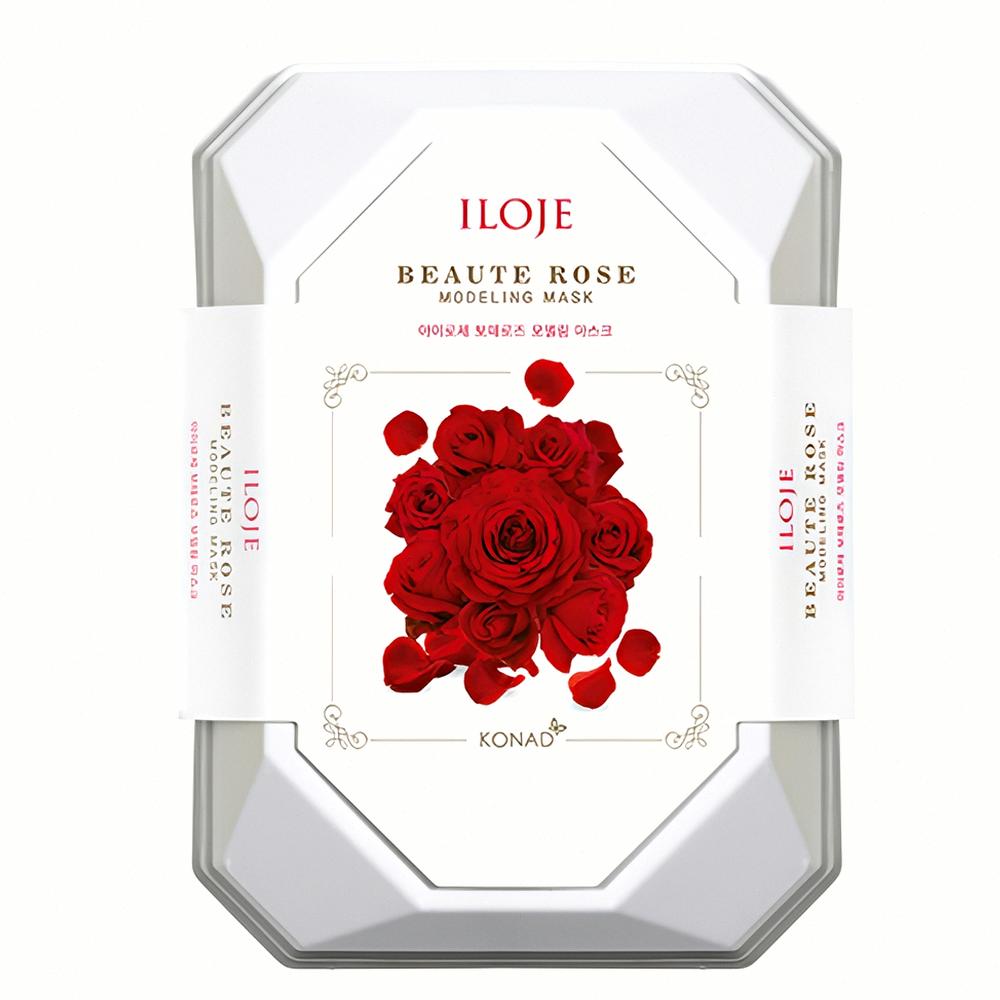 ILOJE
BEAUTE ROSE
MODELING MASK
아이로제 보떼로즈 모델링 마스크
KONAD
ILOJE
BEAUTE ROSE
MODELING MASK
ILOJE
BEAUTE ROSE
MODELING MASK